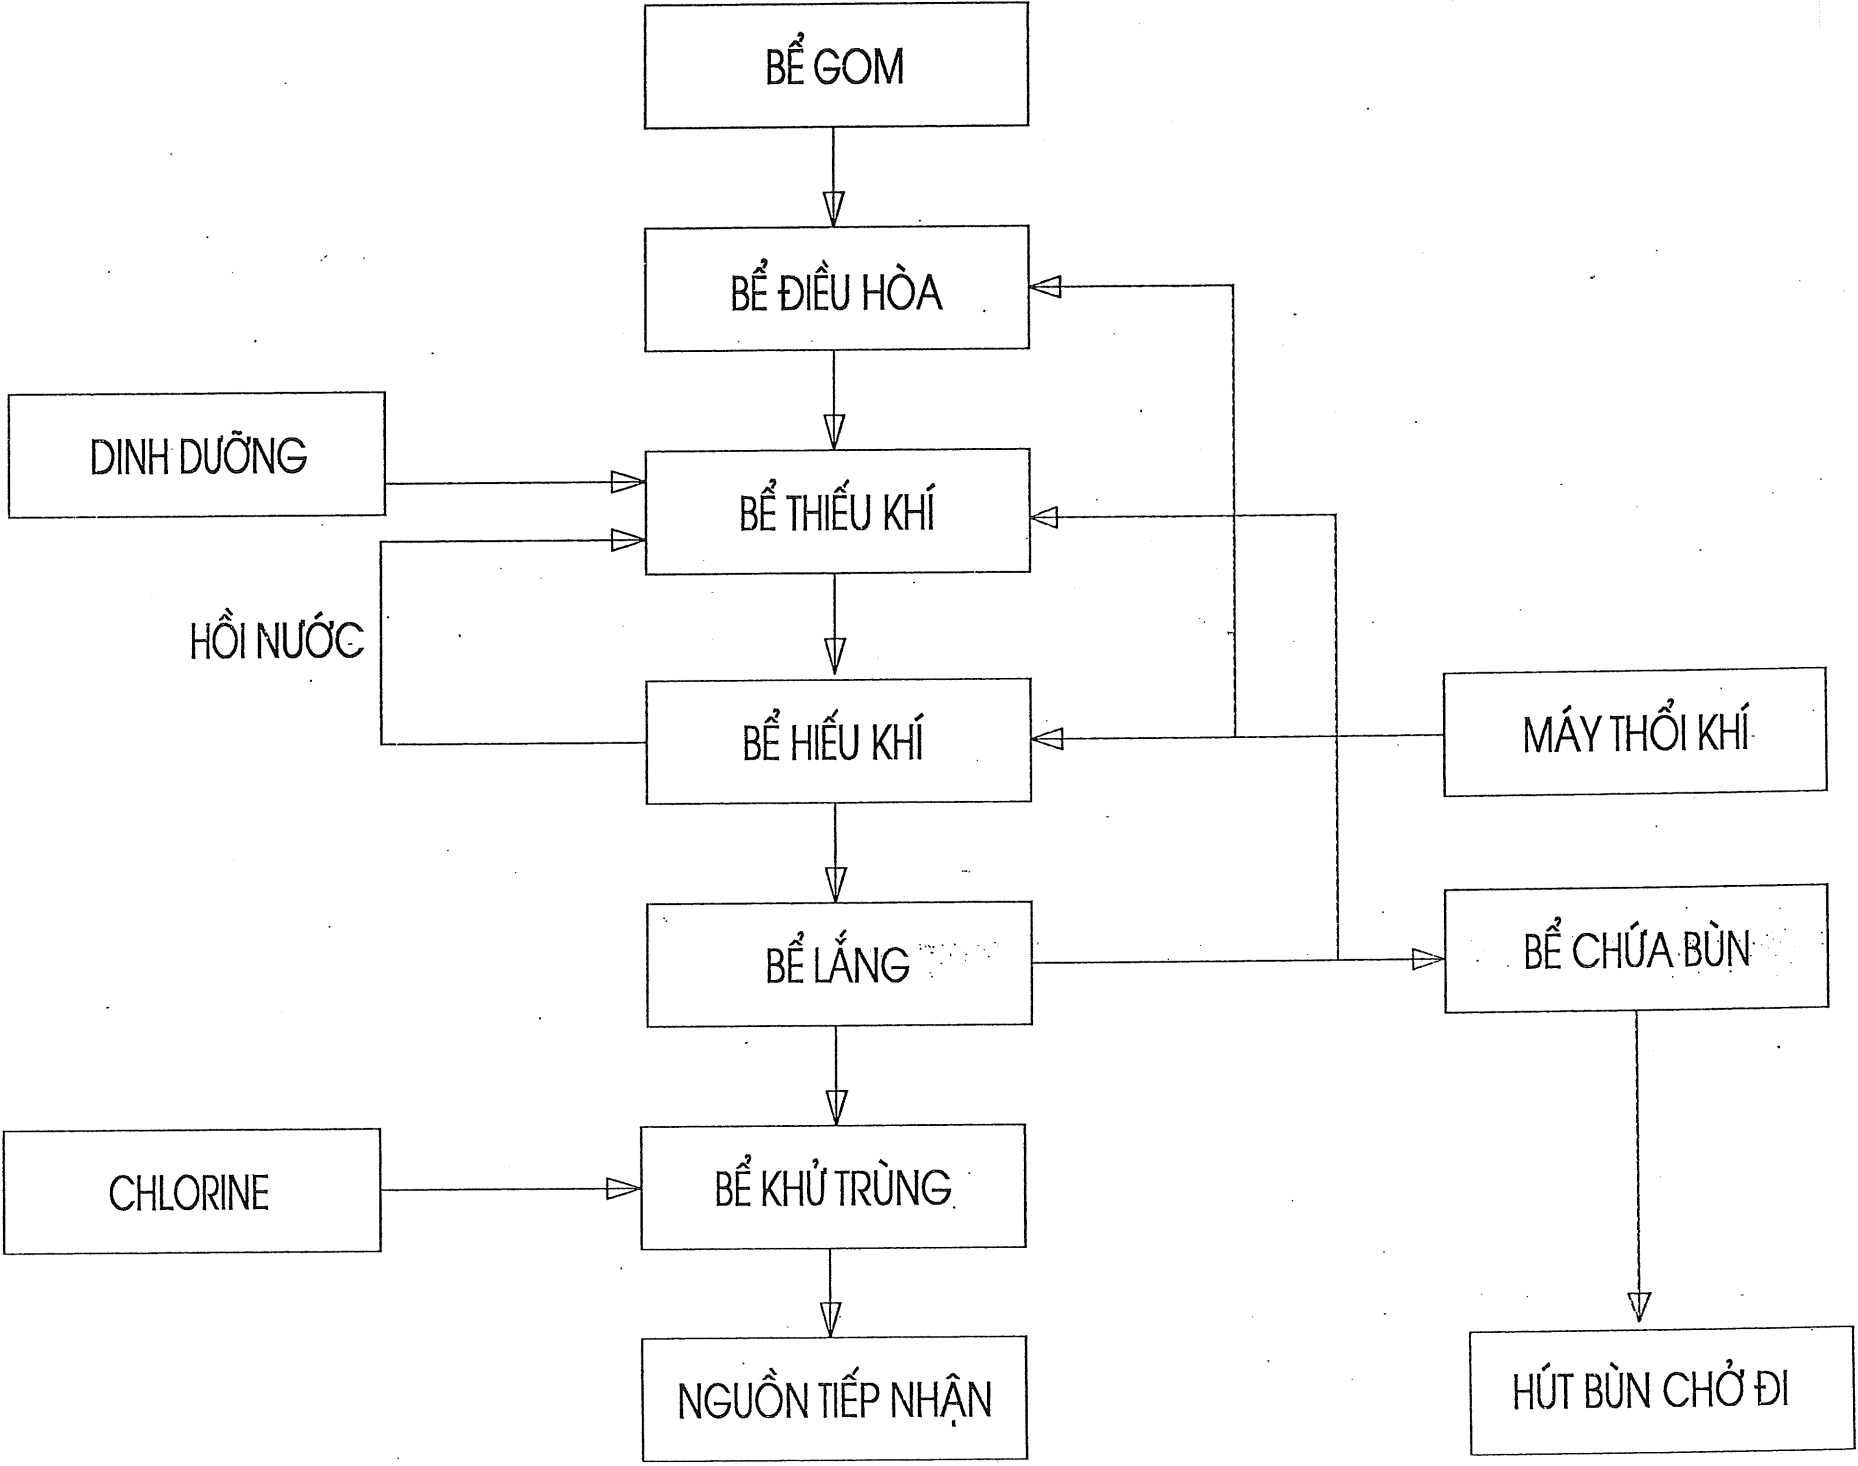 BỂ GOM
BỂ ĐIỀU HÒA
DINH DƯỠNG
BỂ THIẾU KHÍ
HỒI NƯỚC
BỂ HIẾU KHÍ
MÁY THỔI KHÍ
BỂ LẮNG
BỂ CHỨA BÙN
CHLORINE
BỂ KHỬ TRÙNG
NGUỒN TIẾP NHẬN
HÚT BÙN CHỞ ĐI